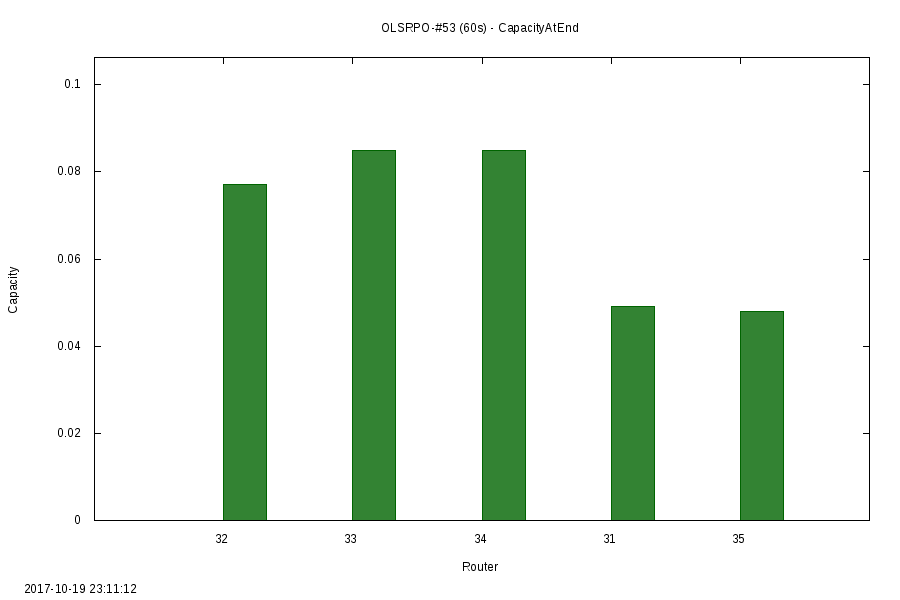 OLSRPO-#53 (60s) - CapacityAtEnd
0.1
0.08
0.06
0.04
0.02
0
Capacity
32 33 34 31 35
Router
2017-10-19 23:11:12